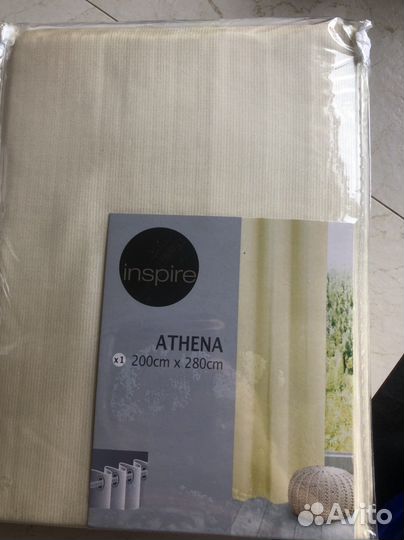 inspire
ATHENA
x1 200cm x 280cm
Avito